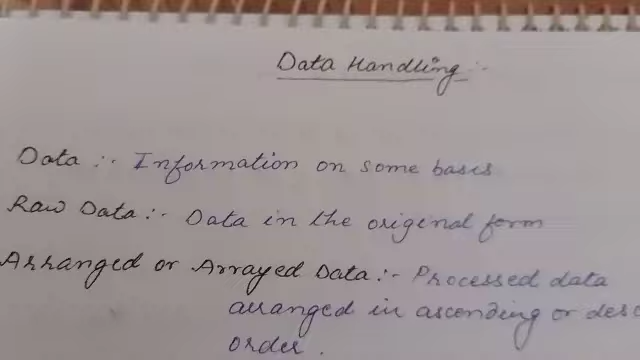 Data Handling :-
Data :- Information on some basis
Raw Data :- Data in the original form
Arranged or Arrayed Data :- Processed data
arranged in ascending or desc
order.